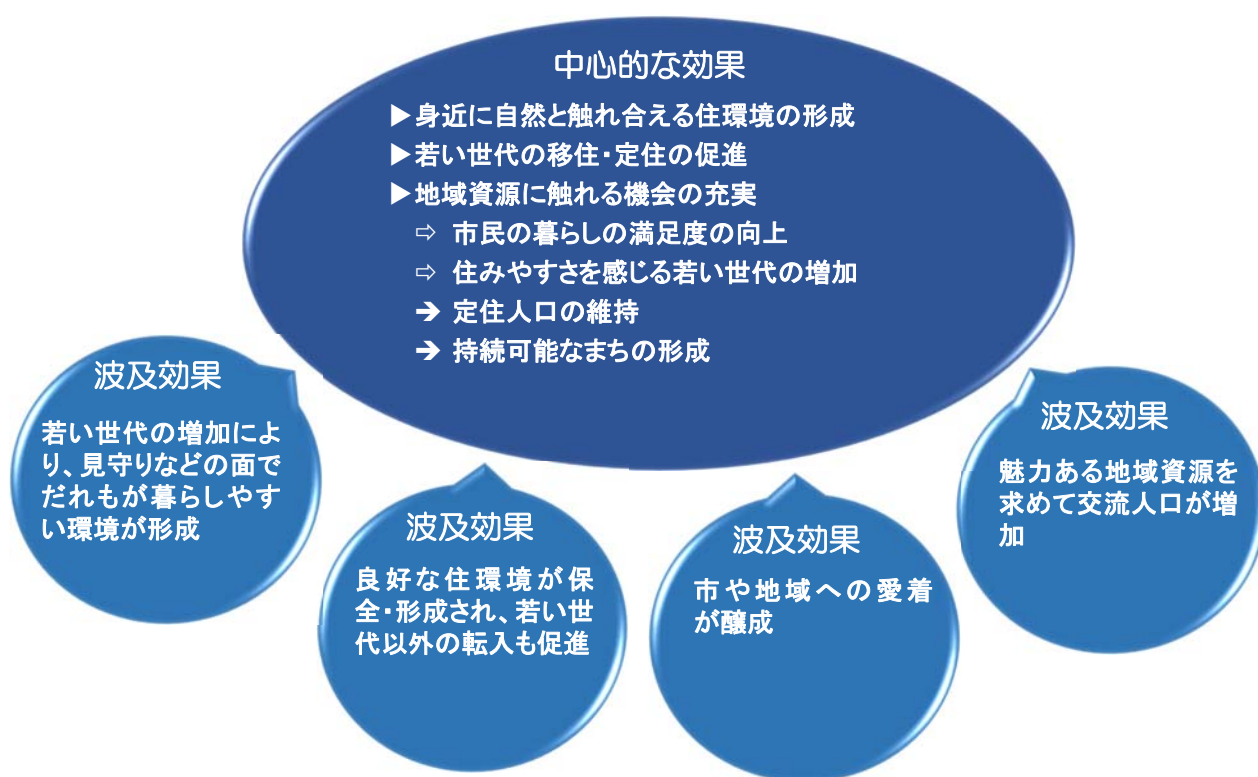 中心的な効果
▶身近に自然と触れ合える住環境の形成
▶若い世代の移住・定住の促進
▶地域資源に触れる機会の充実
⇨ 市民の暮らしの満足度の向上
⇨ 住みやすさを感じる若い世代の増加
➔ 定住人口の維持
➔ 持続可能なまちの形成
波及効果
若い世代の増加によ
り、見守りなどの面で
だれもが暮らしやす
い環境が形成
波及効果
良好な住環境が保
全・形成され、若い世
代以外の転入も促進
波及効果
市や地域への愛着
が醸成
波及効果
魅力ある地域資源を
求めて交流人口が増
加